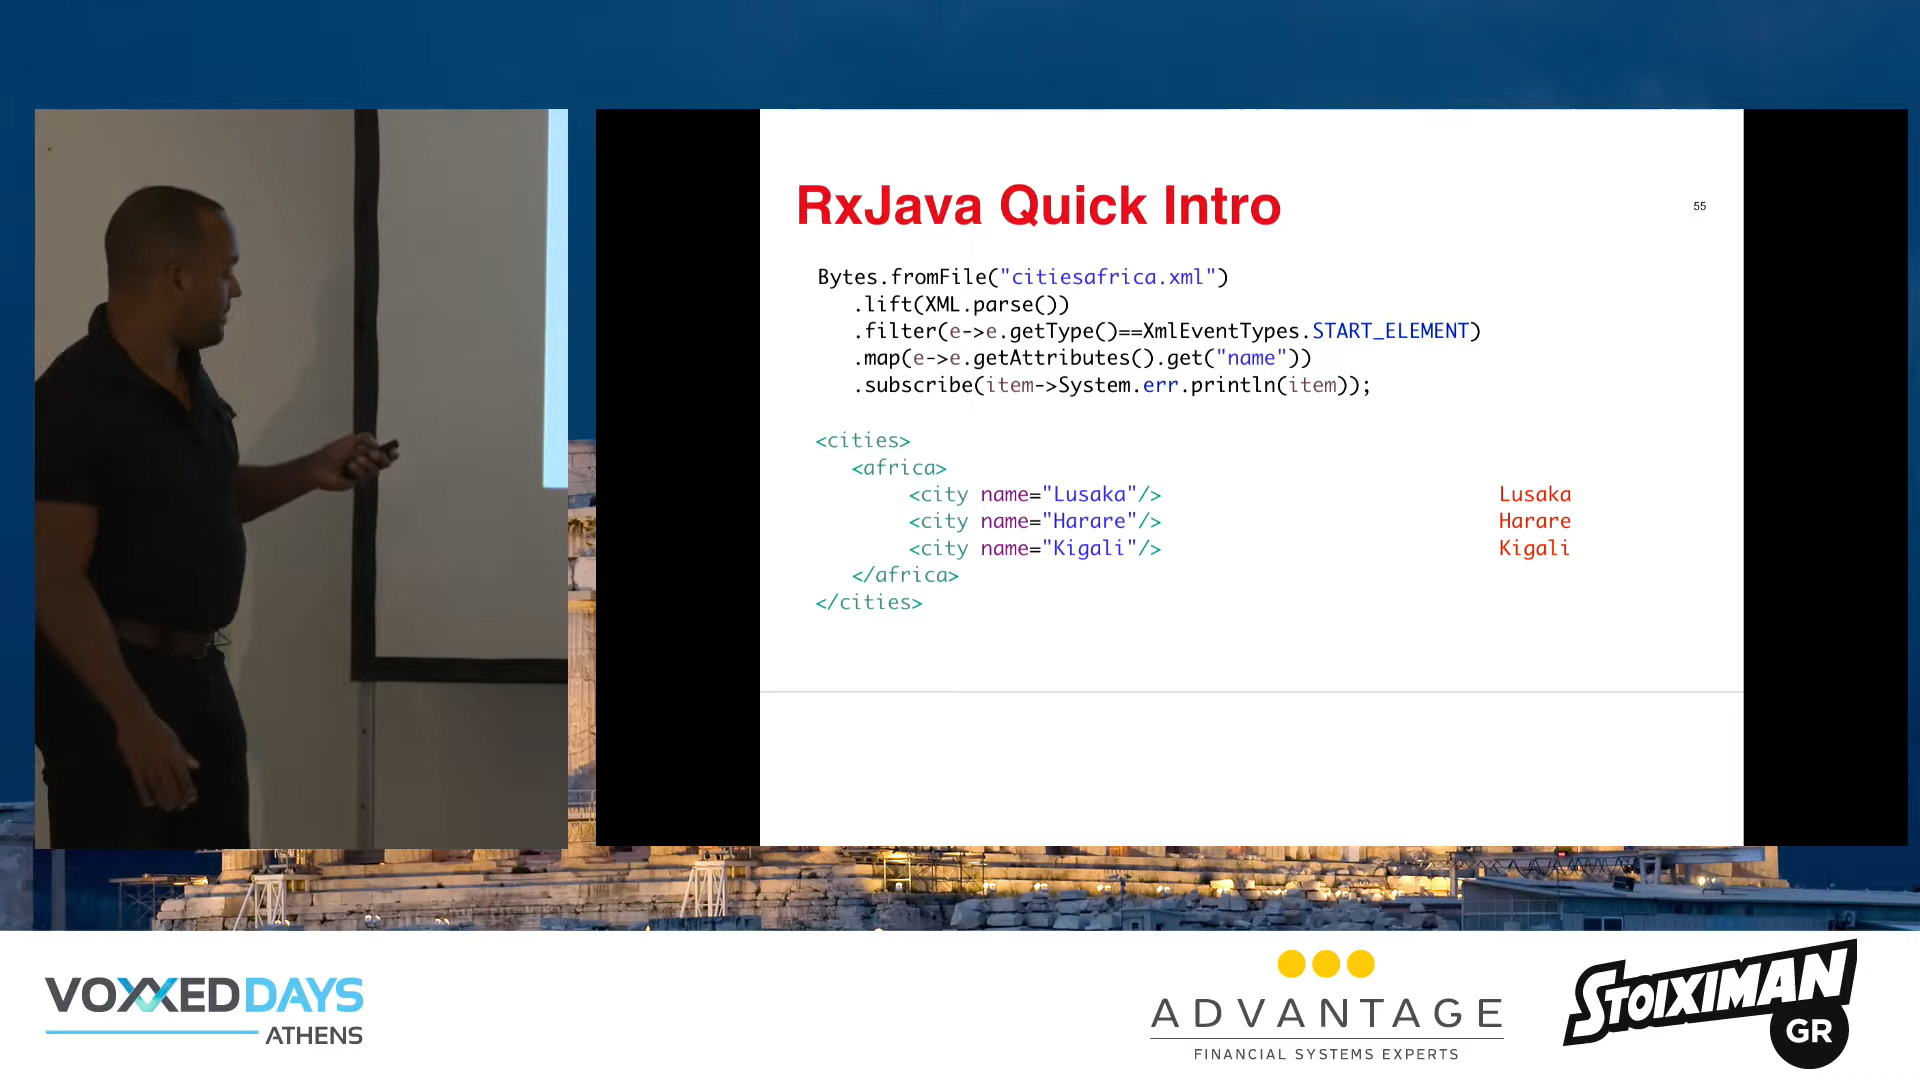 RxJava Quick Intro
55
Bytes.fromFile("citiesafrica.xml")
.lift(XML.parse())
.filter(e->e.getType()==XmlEventTypes.START_ELEMENT)
.map(e->e.getAttributes().get("name"))
.subscribe(item->System.err.println(item));
<cities>
<africa>
<city name="Lusaka"/> Lusaka
<city name="Harare"/> Harare
<city name="Kigali"/> Kigali
</africa>
</cities>
VOXXED DAYS
ATHENS
ADVANTAGE
FINANCIAL SYSTEMS EXPERTS
STOIXIMAN
GR